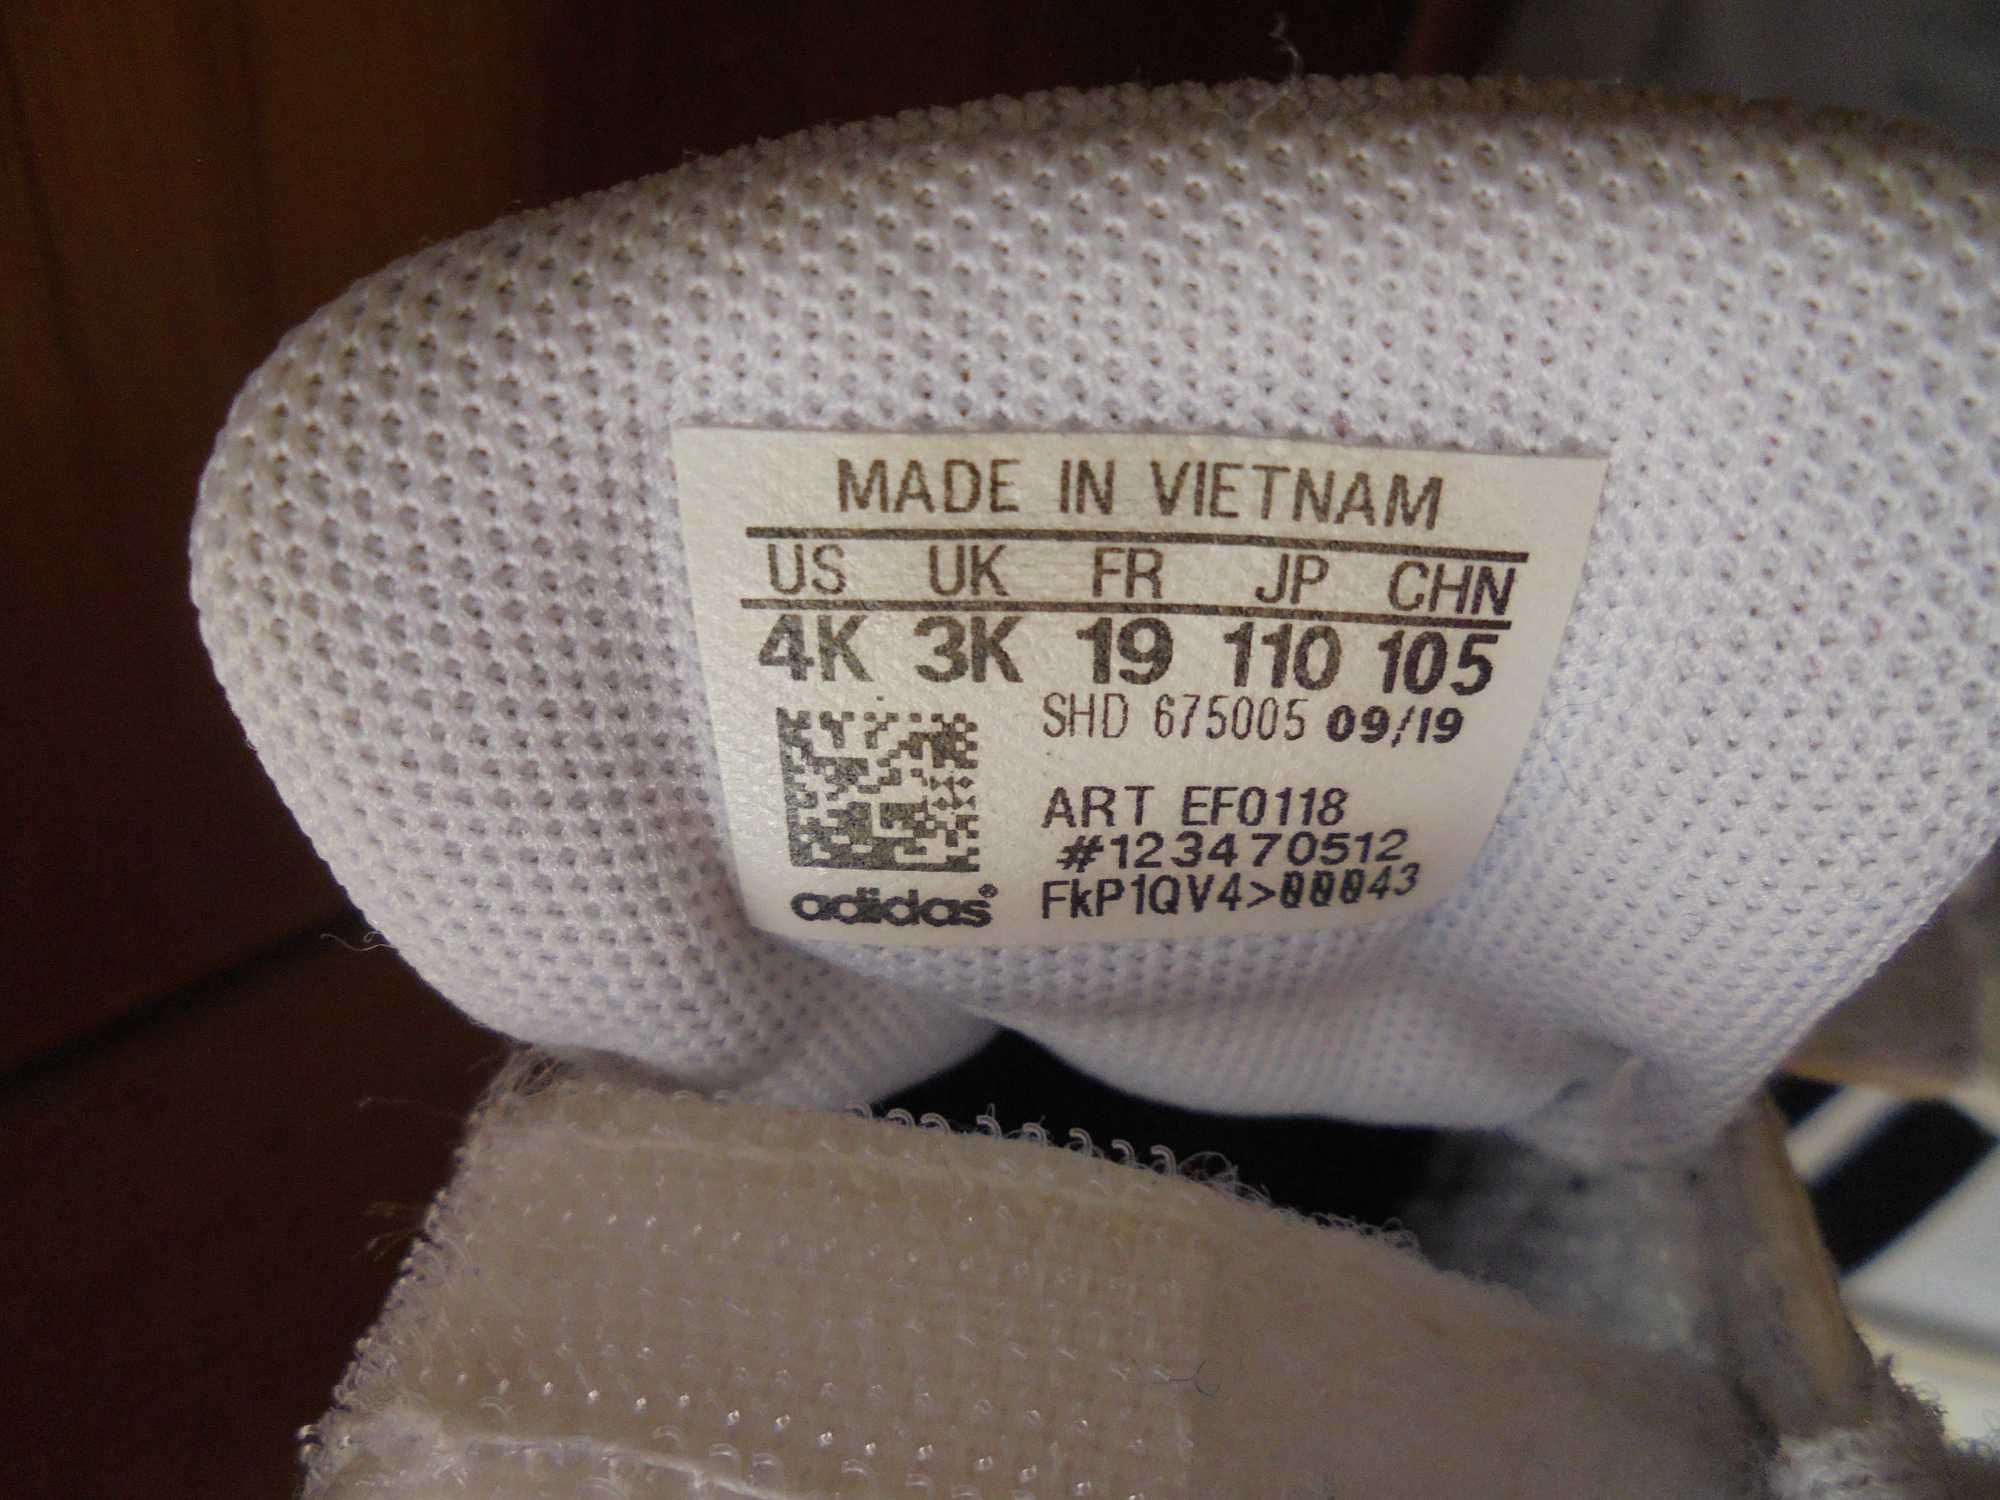 MADE IN VIETNAM
US UK FR JP CHN
4K 3K 19 110 105
SHD 675005 09/19
ART EF0118
#123470512
FkP1QV4>00043
adidas®